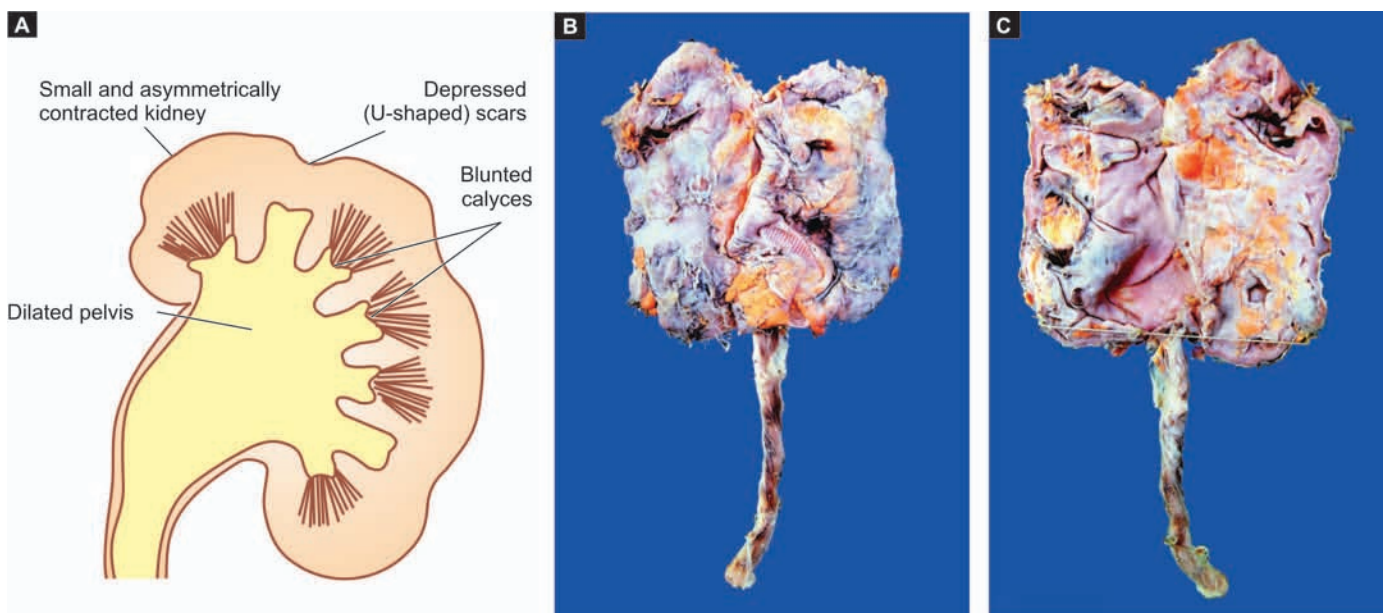 A
Small and asymmetrically
contracted kidney
Depressed
(U-shaped) scars
Blunted
calyces
Dilated pelvis
B
C